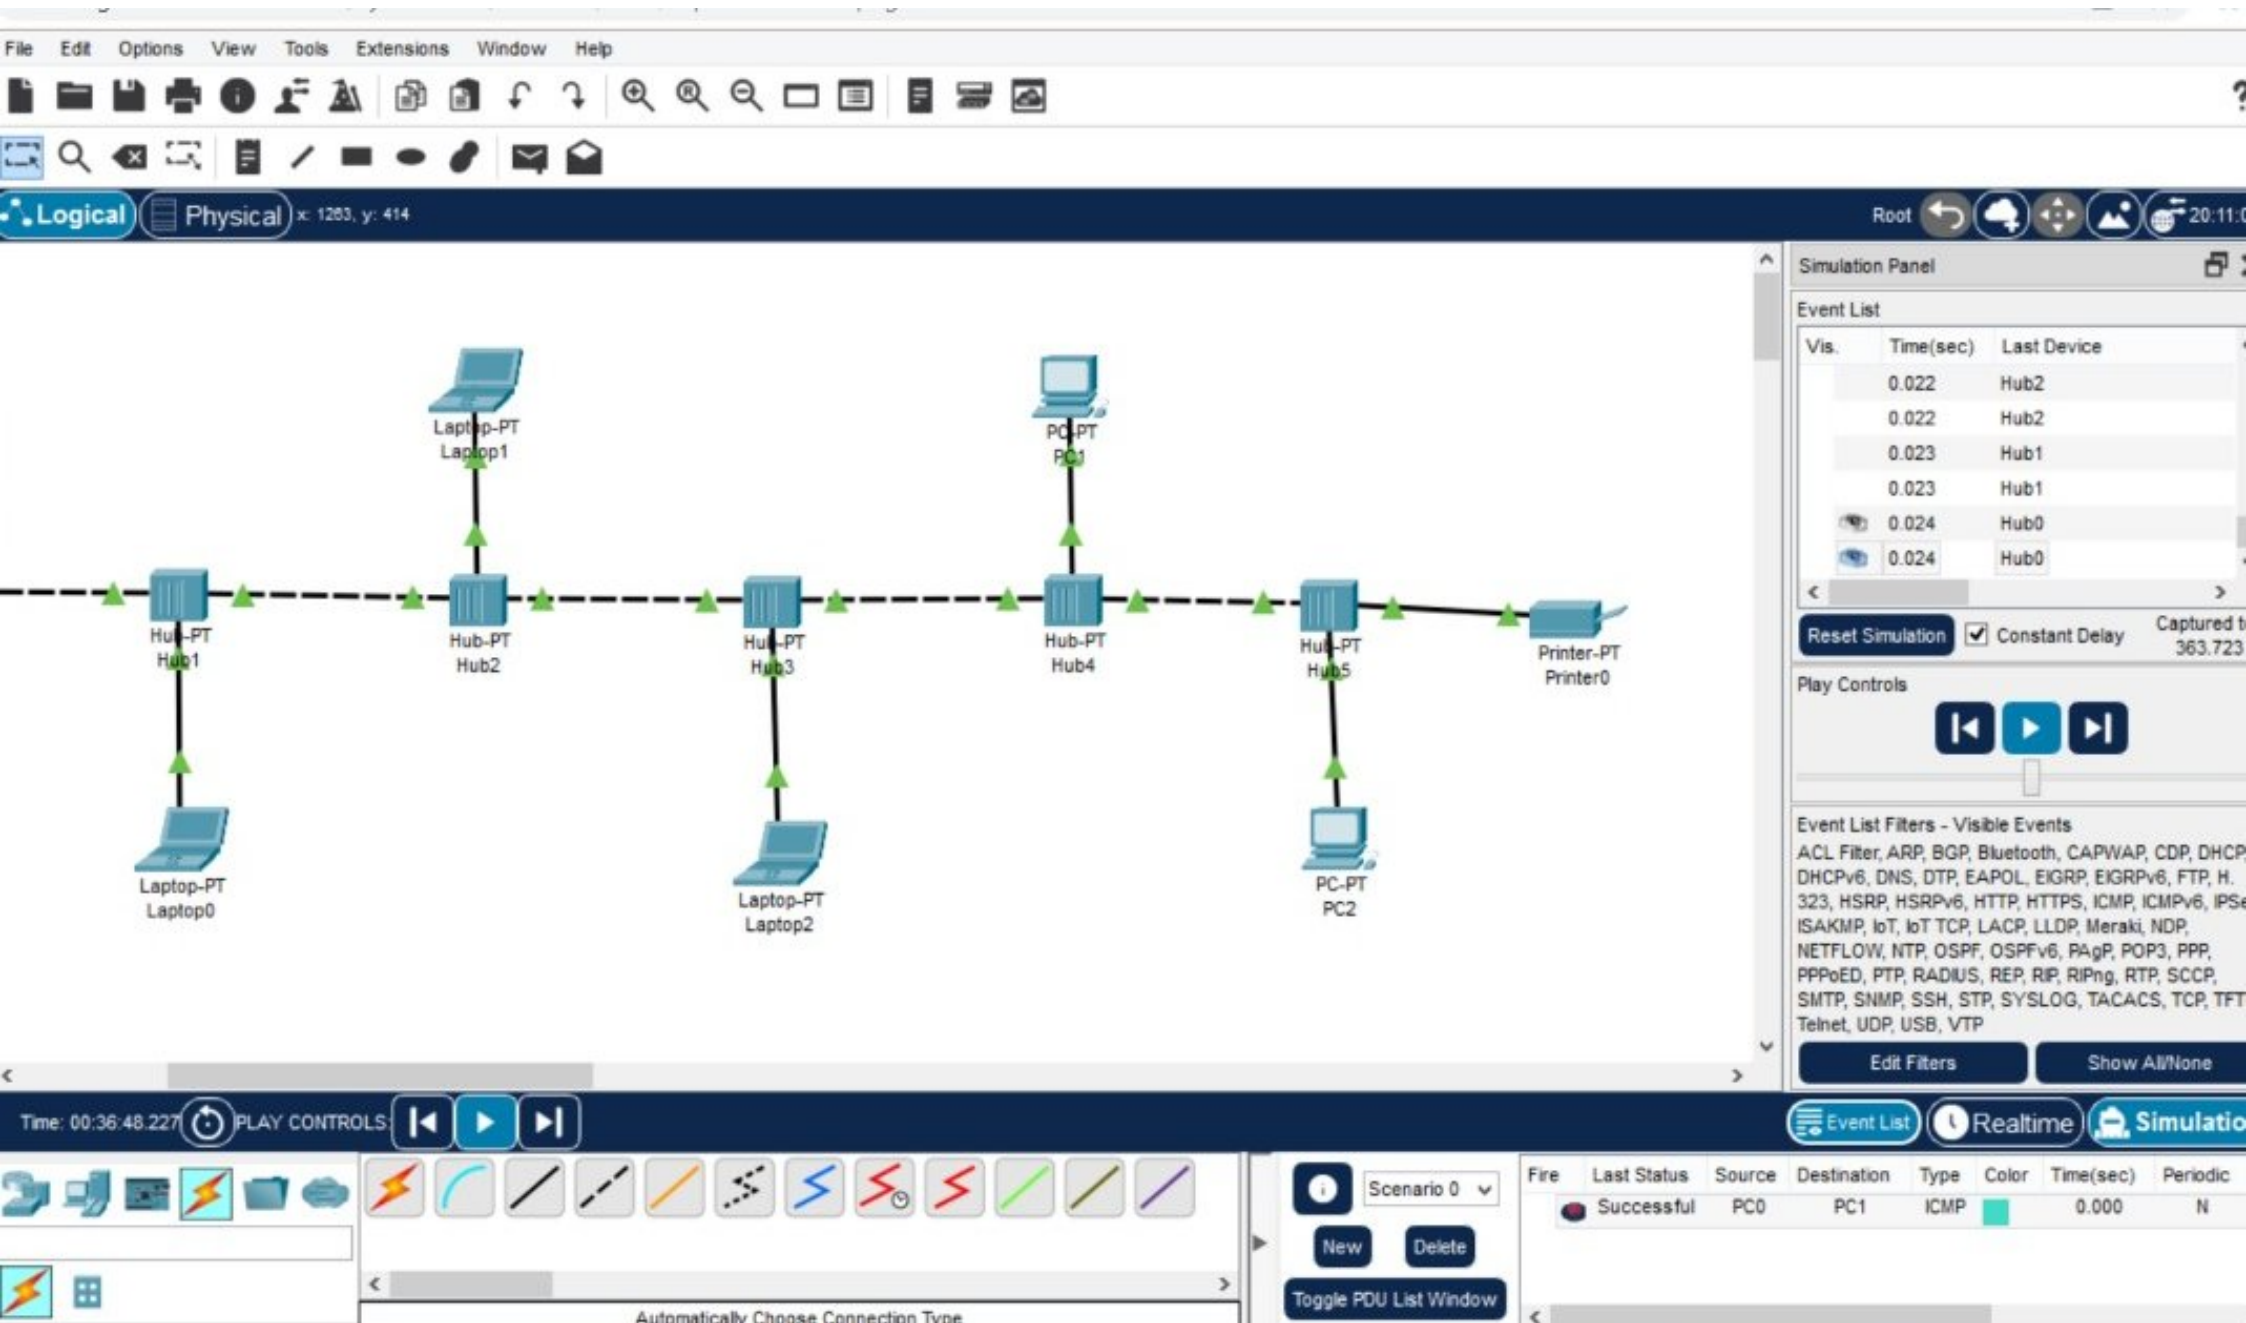 File Edit Options View Tools Extensions Window Help
?
Logical Physical x: 1263, y: 414 Root 20:11:0
Simulation Panel
Event List
Vis. Time(sec) Last Device
0.022 Hub2
0.022 Hub2
0.023 Hub1
0.023 Hub1
0.024 Hub0
0.024 Hub0
Reset Simulation Constant Delay Captured to
363.723
Play Controls
Event List Filters - Visible Events
ACL Filter, ARP, BGP, Bluetooth, CAPWAP, CDP, DHCP,
DHCPv6, DNS, DTP, EAPOL, EIGRP, EIGRPv6, FTP, H.
323, HSRP, HSRPv6, HTTP, HTTPS, ICMP, ICMPv6, IPSe
ISAKMP, IoT, IoT TCP, LACP, LLDP, Meraki, NDP,
NETFLOW, NTP, OSPF, OSPFv6, PAgP, POP3, PPP,
PPPoED, PTP, RADIUS, REP, RIP, RIPng, RTP, SCCP,
SMTP, SNMP, SSH, STP, SYSLOG, TACACS, TCP, TFT
Telnet, UDP, USB, VTP
Edit Filters Show All/None
Laptop-PT
Laptop1
PC-PT
PC1
Hub-PT
Hub1
Hub-PT
Hub2
Hub-PT
Hub3
Hub-PT
Hub4
Hub-PT
Hub5
Printer-PT
Printer0
Laptop-PT
Laptop0
Laptop-PT
Laptop2
PC-PT
PC2
Time: 00:36:48.227 PLAY CONTROLS: Event List Realtime Simulatio
Scenario 0
New Delete
Toggle PDU List Window
Fire Last Status Source Destination Type Color Time(sec) Periodic
Successful PC0 PC1 ICMP 0.000 N
Automatically Choose Connection Type